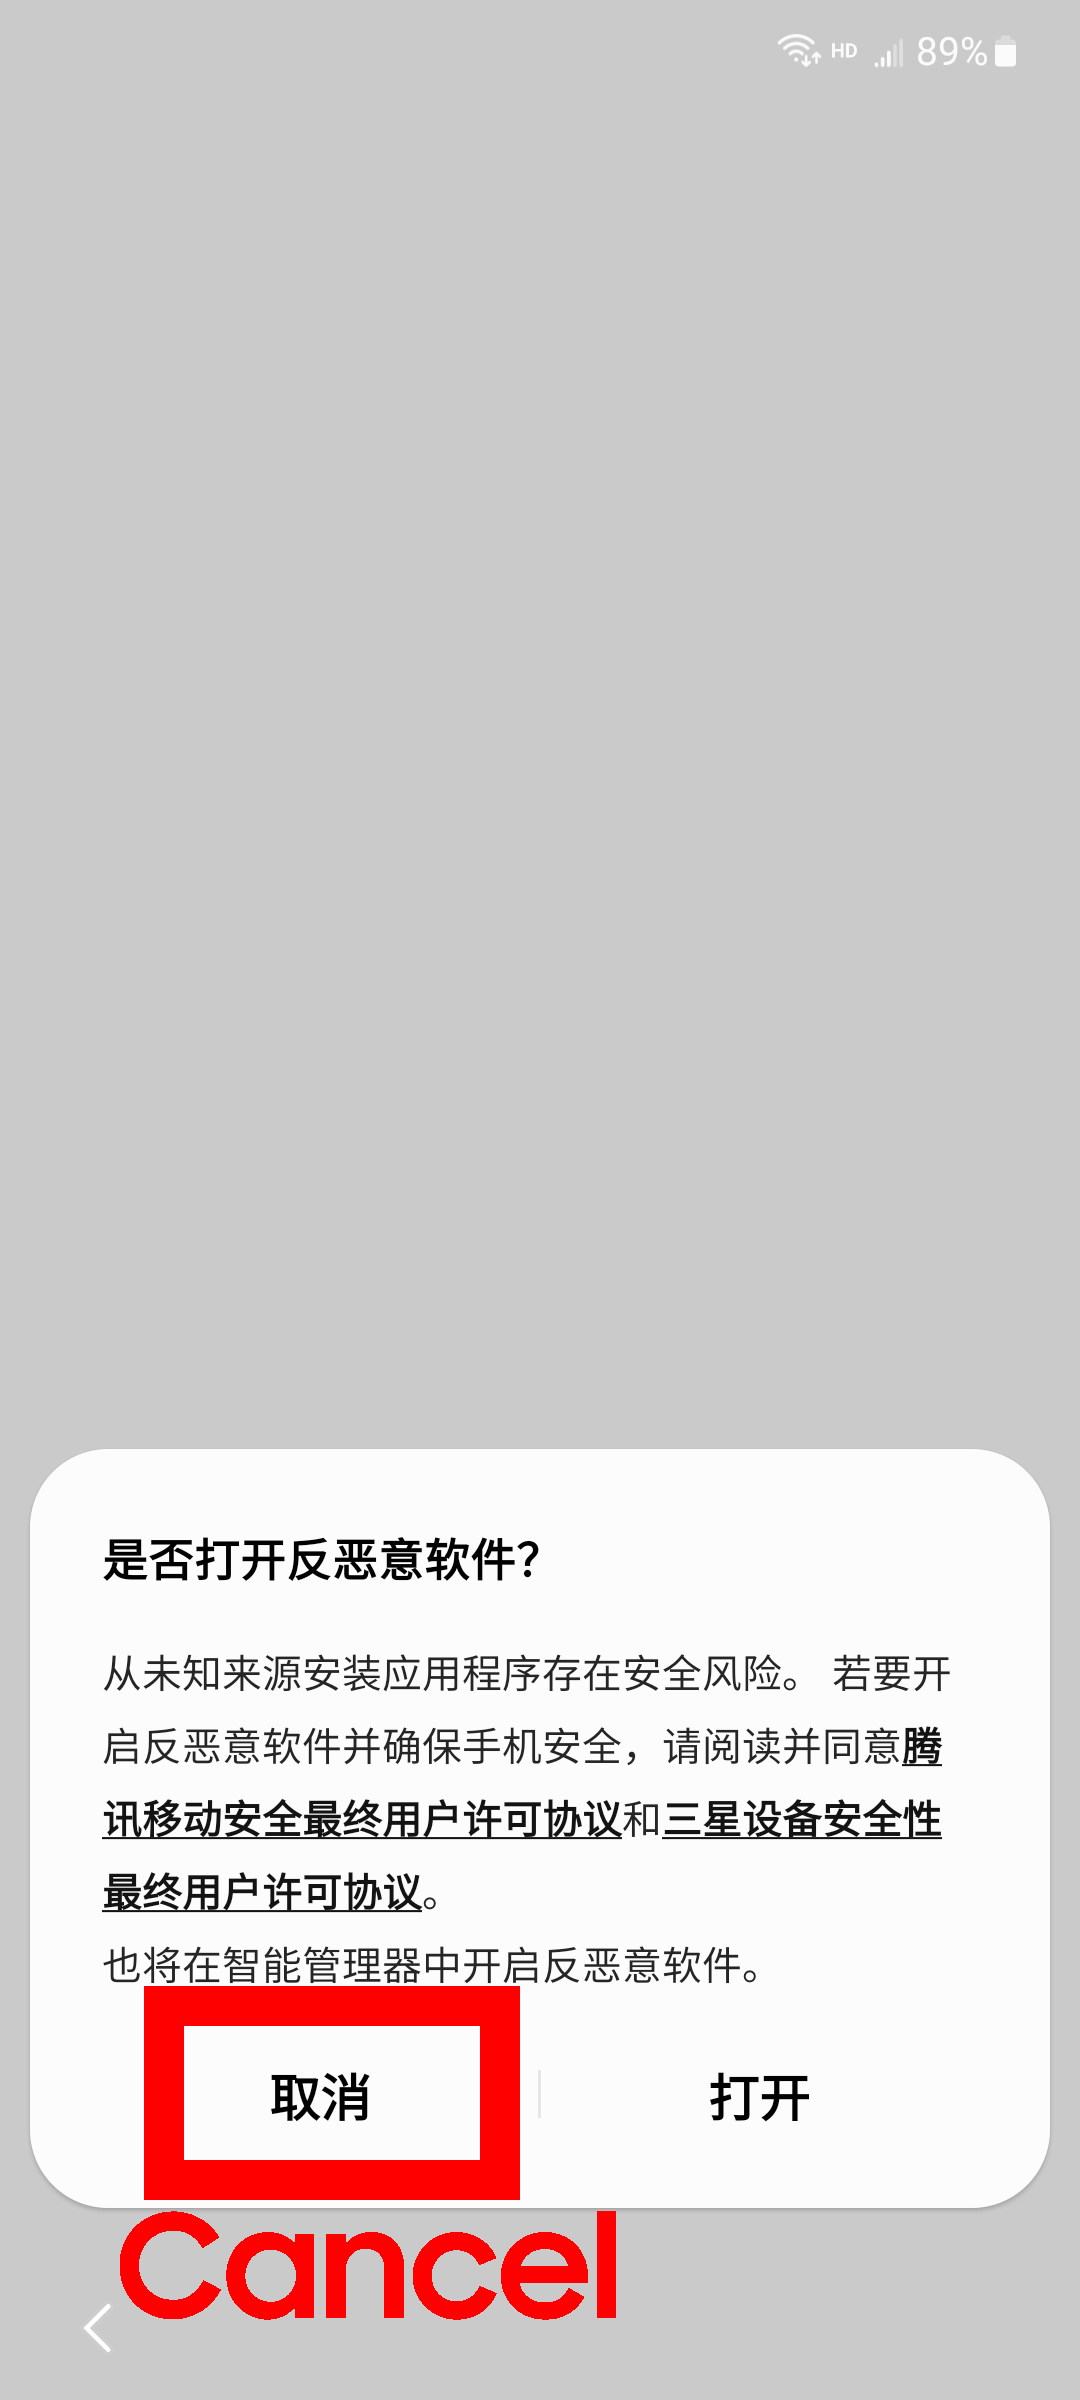 HD 89%
是否打开反恶意软件?
从未知来源安装应用程序存在安全风险。 若要开
启反恶意软件并确保手机安全，请阅读并同意腾
讯移动安全最终用户许可协议和三星设备安全性
最终用户许可协议。
也将在智能管理器中开启反恶意软件。
取消 打开
Cancel